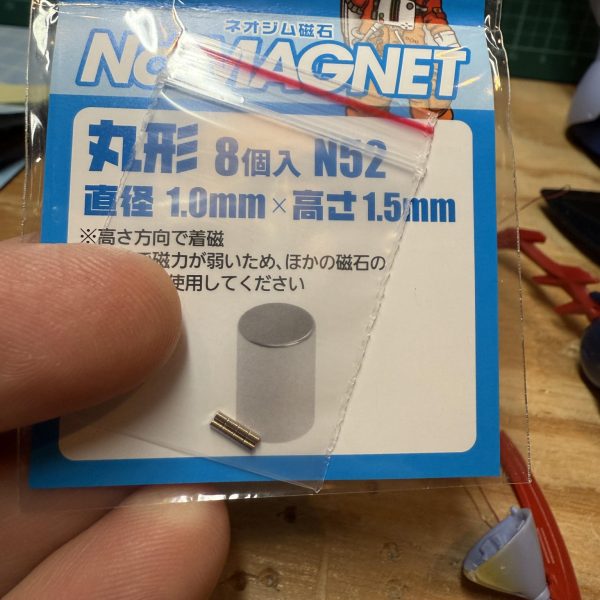 ネオジム磁石
MAGNET
丸形 8個入 N52
直径 1.0mm×高さ1.5mm
※高さ方向で着磁
磁力が弱いため、ほかの磁石の
使用してください